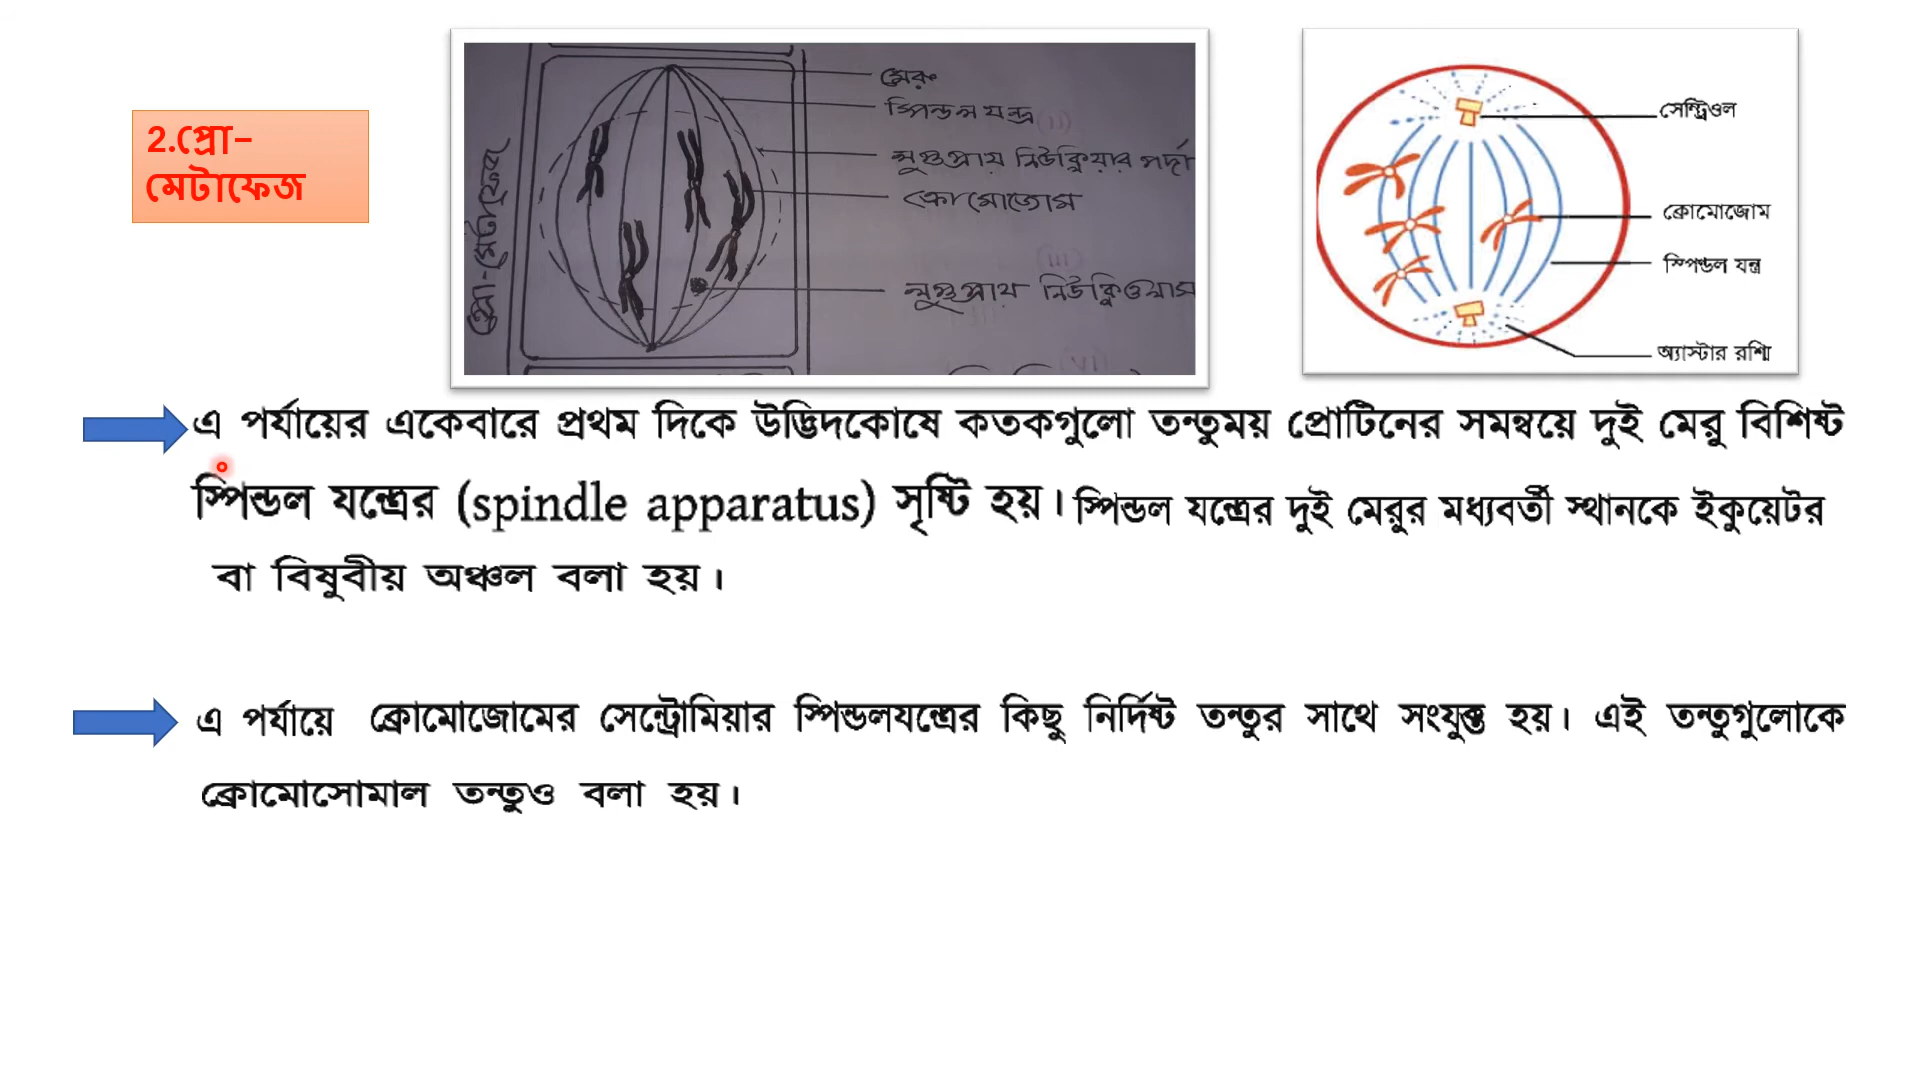 2.প্রো-
মেটাফেজ
প্রো-মেটাফেজ
মেরু
স্পিন্ডল যন্ত্র
লুপ্তপ্রায় নিউক্লিয়ার পর্দা
ক্রোমোজোম
লুপ্তপ্রায় নিউক্লিওলাস
সেন্ট্রিওল
ক্রোমোজোম
স্পিণ্ডল যন্ত্র
অ্যাস্টার রশ্মি
এ পর্যায়ের একেবারে প্রথম দিকে উদ্ভিদকোষে কতকগুলো তন্তুময় প্রোটিনের সমন্বয়ে দুই মেরু বিশিষ্ট
স্পিন্ডল যন্ত্রের (spindle apparatus) সৃষ্টি হয়। স্পিন্ডল যন্ত্রের দুই মেরুর মধ্যবর্তী স্থানকে ইকুয়েটর
বা বিষুবীয় অঞ্চল বলা হয়।
এ পর্যায়ে ক্রোমোজোমের সেন্ট্রোমিয়ার স্পিন্ডলযন্ত্রের কিছু নির্দিষ্ট তন্তুর সাথে সংযুক্ত হয়। এই তন্তুগুলোকে
ক্রোমোসোমাল তন্তুও বলা হয়।